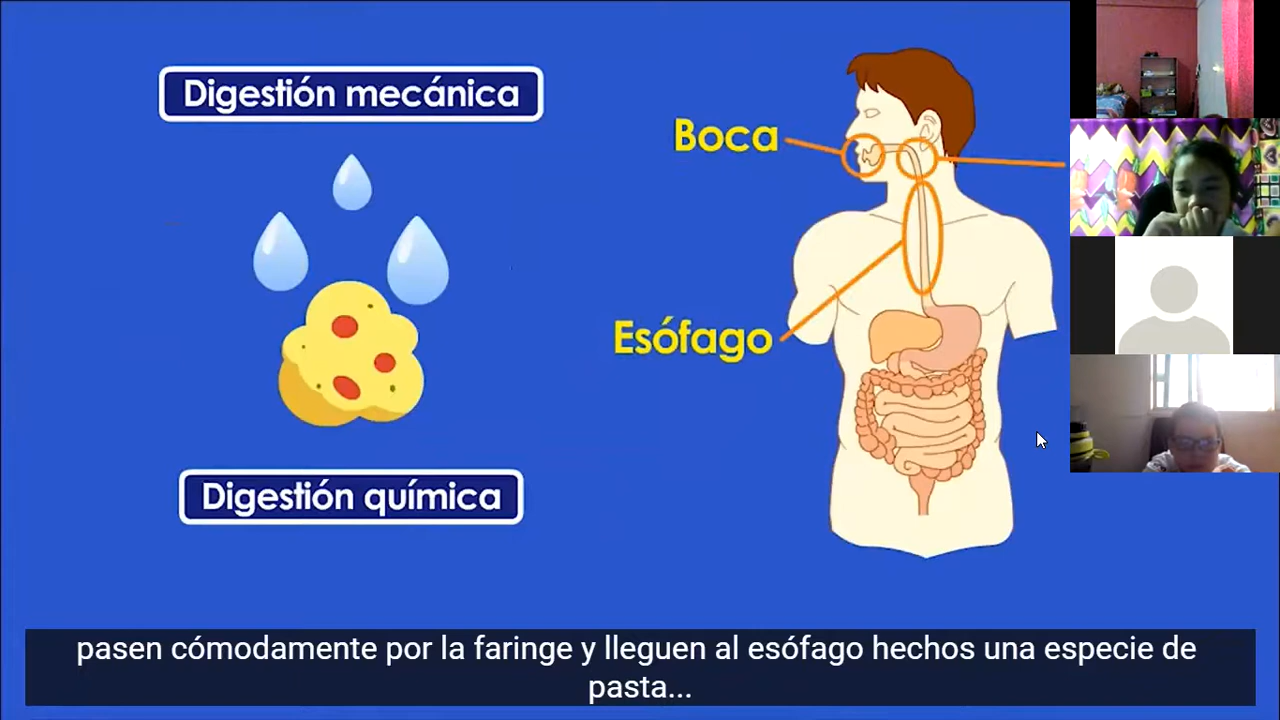 Digestión mecánica
Boca
Esófago
Digestión química
pasen cómodamente por la faringe y lleguen al esófago hechos una especie de
pasta...